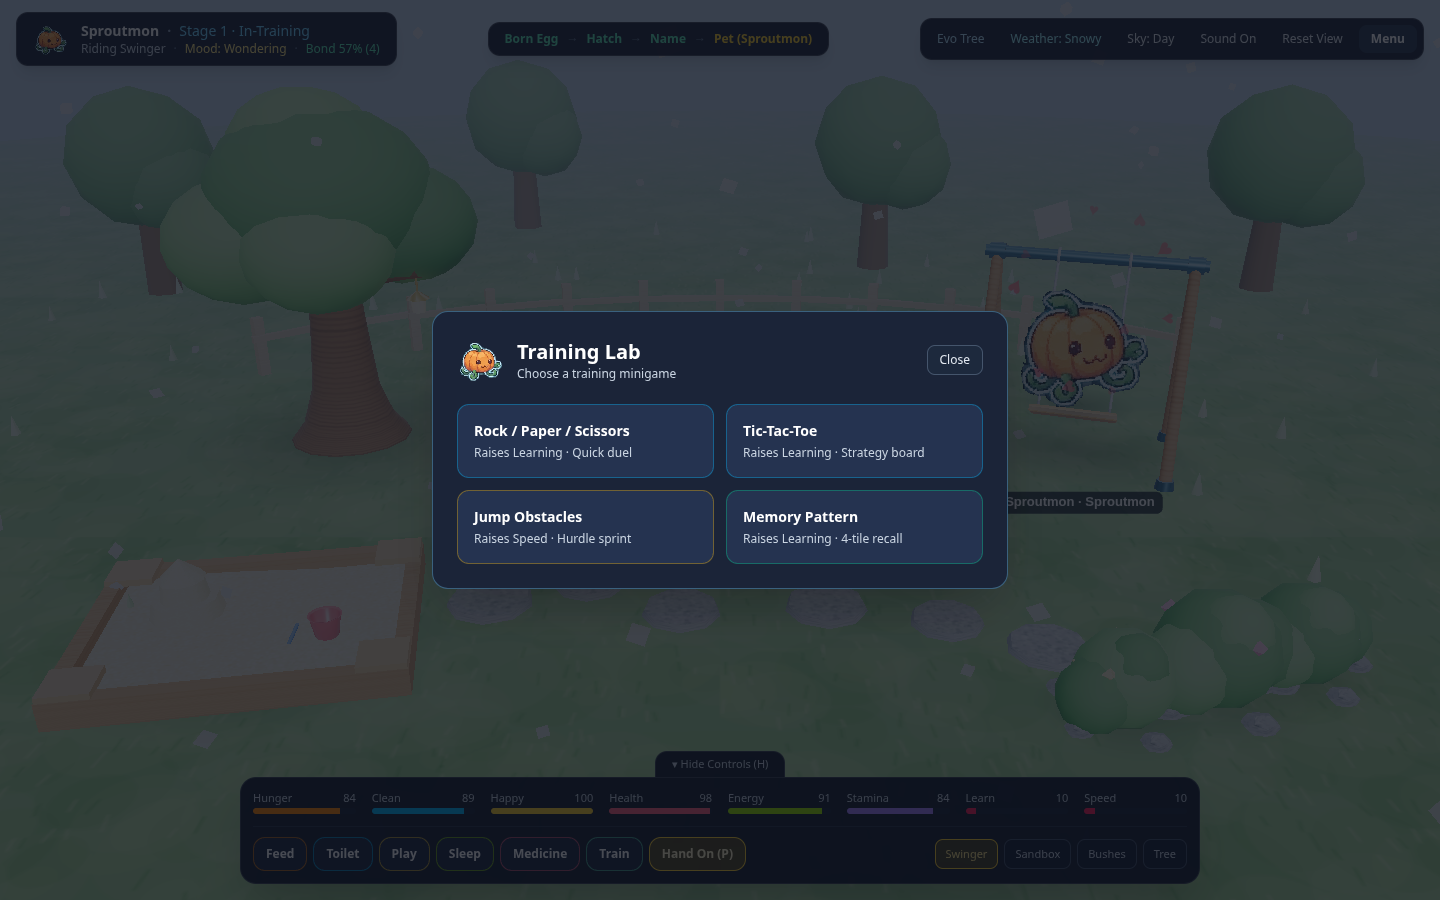 Sproutmon · Stage 1 · In-Training
Riding Swinger · Mood: Wondering Bond 57% (4)
Born Egg → Hatch → Name → Pet (Sproutmon)
Evo Tree Weather: Snowy Sky: Day Sound On Reset View Menu
Training Lab
Choose a training minigame
Close
Rock / Paper / Scissors
Raises Learning · Quick duel
Tic-Tac-Toe
Raises Learning · Strategy board
Jump Obstacles
Raises Speed · Hurdle sprint
Memory Pattern
Raises Learning · 4-tile recall
Sproutmon · Sproutmon
▾ Hide Controls (H)
Hunger 84 Clean 89 Happy 100 Health 98 Energy 91 Stamina 84 Learn 10 Speed 10
Feed Toilet Play Sleep Medicine Train Hand On (P) Swinger Sandbox Bushes Tree